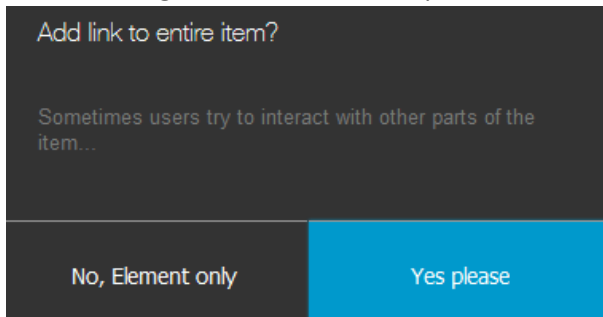 Add link to entire item?
Sometimes users try to interact with other parts of the
item...
No, Element only
Yes please